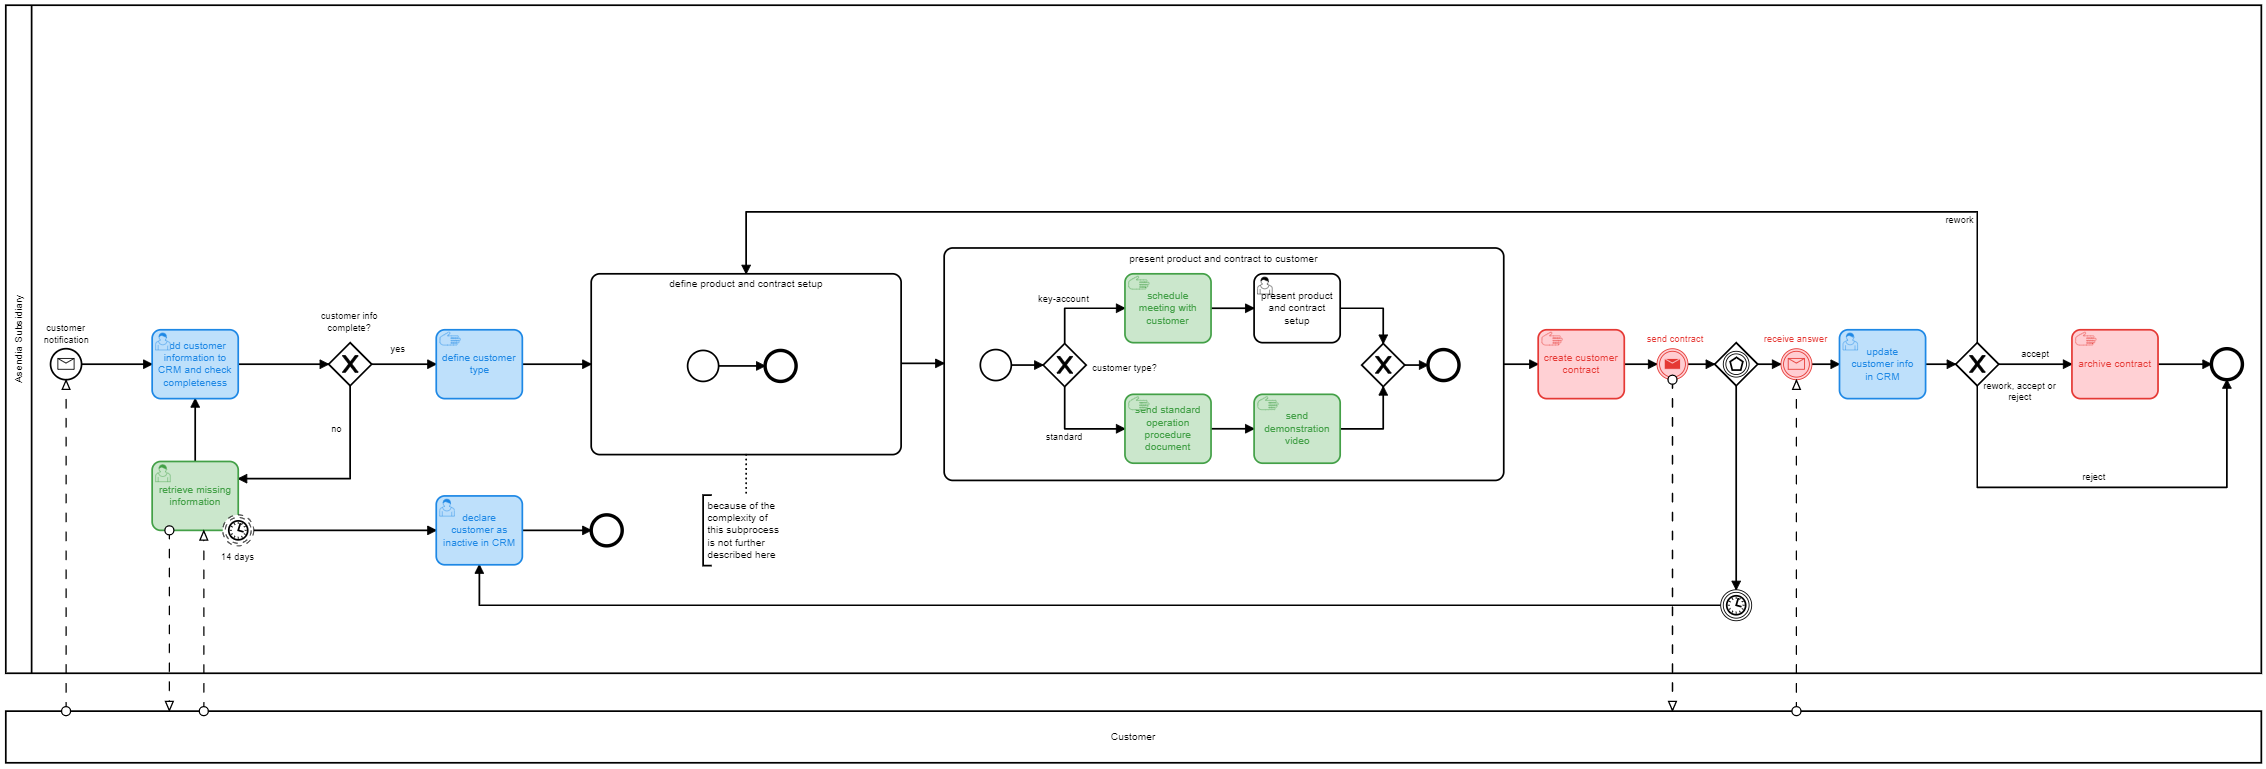 Asendia Subsidiary
customer
notification
add customer
information to
CRM and check
completeness
customer info
complete?
yes
no
define customer
type
retrieve missing
information
14 days
declare
customer as
inactive in CRM
define product and contract setup
because of the
complexity of
this subprocess
is not further
described here
present product and contract to customer
key-account
customer type?
standard
schedule
meeting with
customer
present product
and contract
setup
send standard
operation
procedure
document
send
demonstration
video
create customer
contract
send contract
receive answer
update
customer info
in CRM
rework
accept
rework, accept or
reject
reject
archive contract
Customer